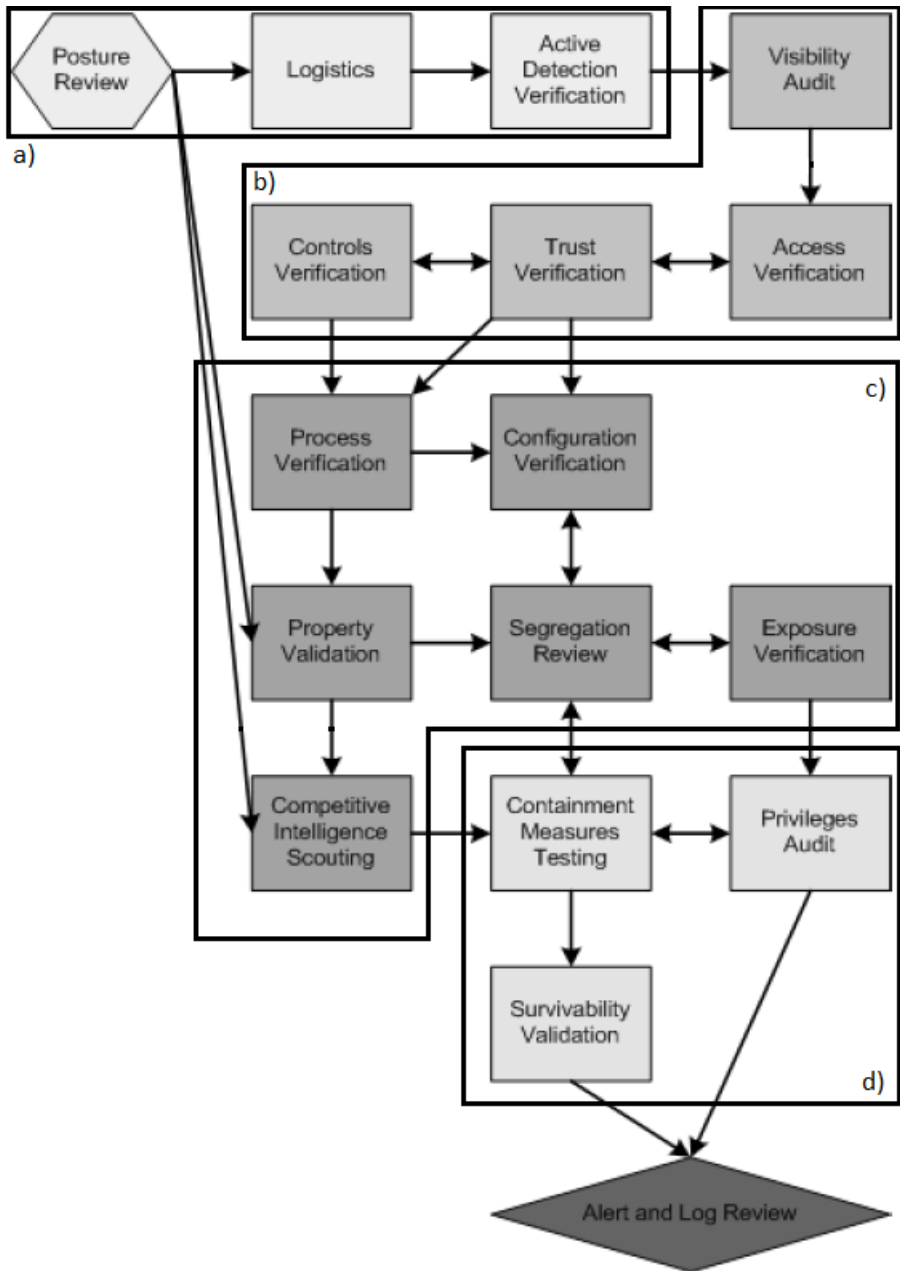 Posture
Review
Logistics
Active
Detection
Verification
Visibility
Audit
a)
b)
Controls
Verification
Trust
Verification
Access
Verification
c)
Process
Verification
Configuration
Verification
Property
Validation
Segregation
Review
Exposure
Verification
Competitive
Intelligence
Scouting
Containment
Measures
Testing
Privileges
Audit
Survivability
Validation
d)
Alert and Log Review